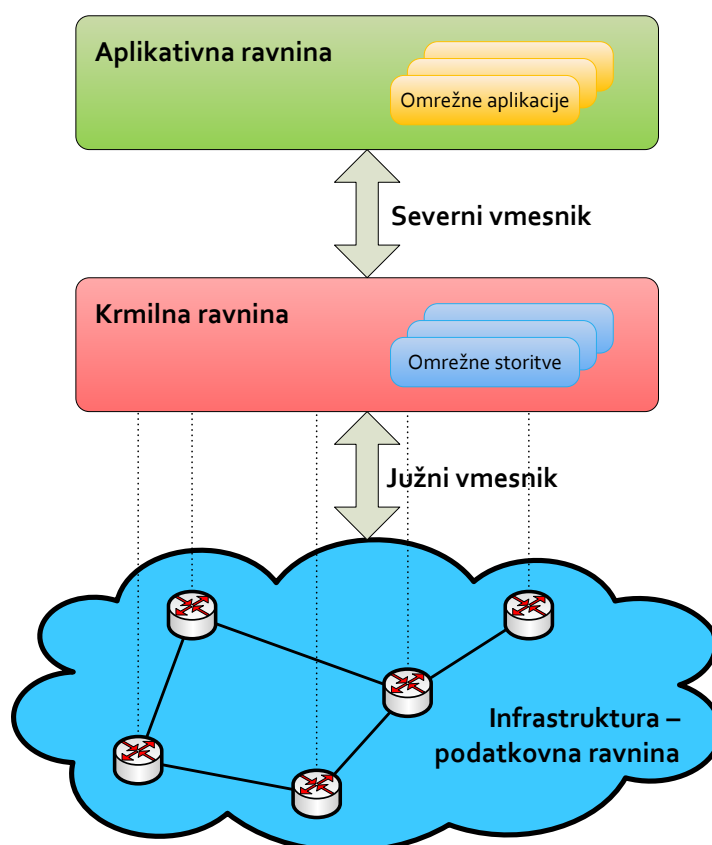 Aplikativna ravnina
Omrežne aplikacije
Severni vmesnik
Krmilna ravnina
Omrežne storitve
Južni vmesnik
Infrastruktura –
podatkovna ravnina